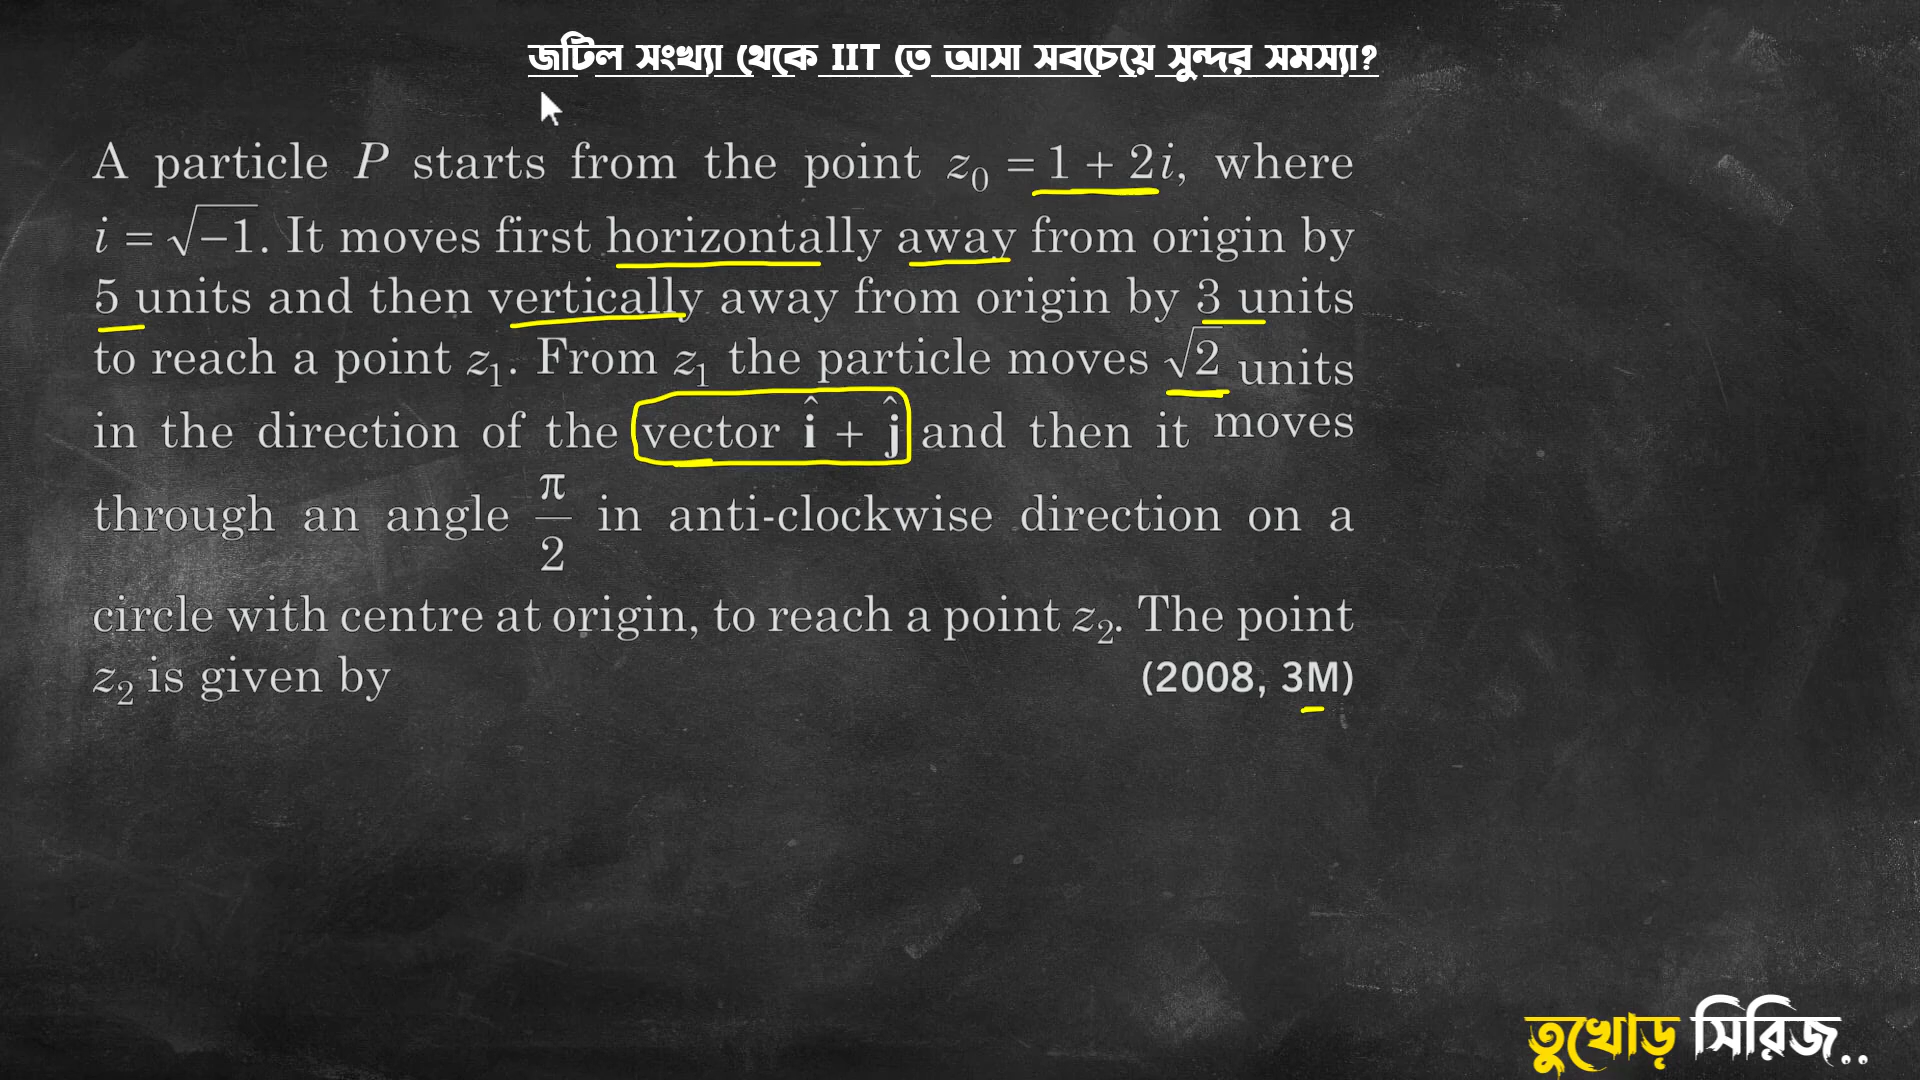 জটিল সংখ্যা থেকে IIT তে আসা সবচেয়ে সুন্দর সমস্যা?
A particle P starts from the point z₀ = 1 + 2i, where
i = √−1. It moves first horizontally away from origin by
5 units and then vertically away from origin by 3 units
to reach a point z₁. From z₁ the particle moves √2 units
in the direction of the vector î + ĵ and then it moves
through an angle π/2 in anti-clockwise direction on a
circle with centre at origin, to reach a point z₂. The point
z₂ is given by (2008, 3M)
তুখোড় সিরিজ..